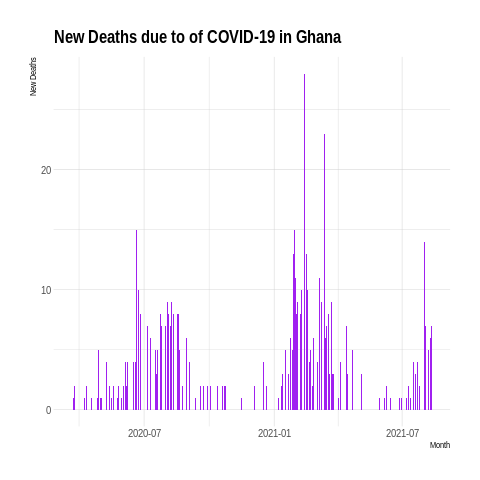 New Deaths due to of COVID-19 in Ghana
New Deaths
20
10
0
2020-07
2021-01
2021-07
Month